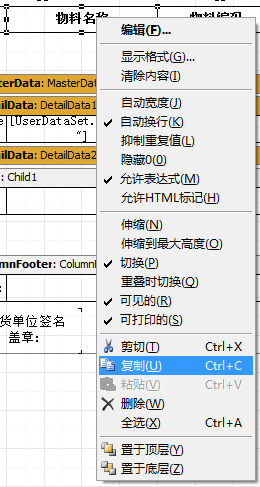 物料名称 物料编码
编辑(F)...
显示格式(G)...
清除内容(I)
terData: MasterDat
自动宽度(J)
ailData: DetailData1
[UserDataSet.
自动换行(K)
"]
抑制重复值(L)
ailData: DetailData2
隐藏0(0)
: Child1
允许表达式(M)
允许HTML标记(H)
伸缩(N)
伸缩到最大高度(O)
切换(P)
umnFooter: ColumnF
重叠时切换(Q)
可见的(R)
货单位签名
可打印的(S)
盖章:
剪切(T) Ctrl+X
复制(U) Ctrl+C
粘贴(V) Ctrl+V
删除(W)
全选(X) Ctrl+A
置于顶层(Y)
置于底层(Z)